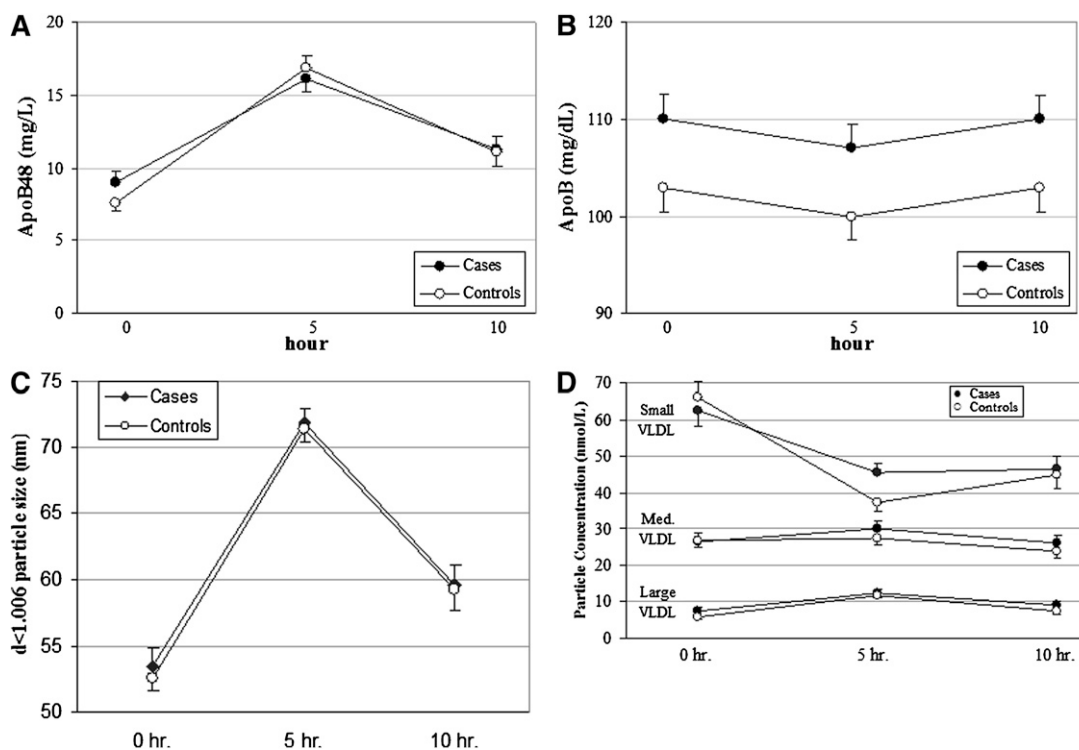 A
ApoB48 (mg/L)
20
15
10
5
0
0
5
10
hour
Cases
Controls
B
ApoB (mg/dL)
120
110
100
90
0
5
10
hour
Cases
Controls
C
d<1.006 particle size (nm)
75
70
65
60
55
50
0 hr.
5 hr.
10 hr.
Cases
Controls
D
Particle Concentration (nmol/L)
70
60
50
40
30
20
10
0
Small
VLDL
Med.
VLDL
Large
VLDL
0 hr.
5 hr.
10 hr.
Cases
Controls